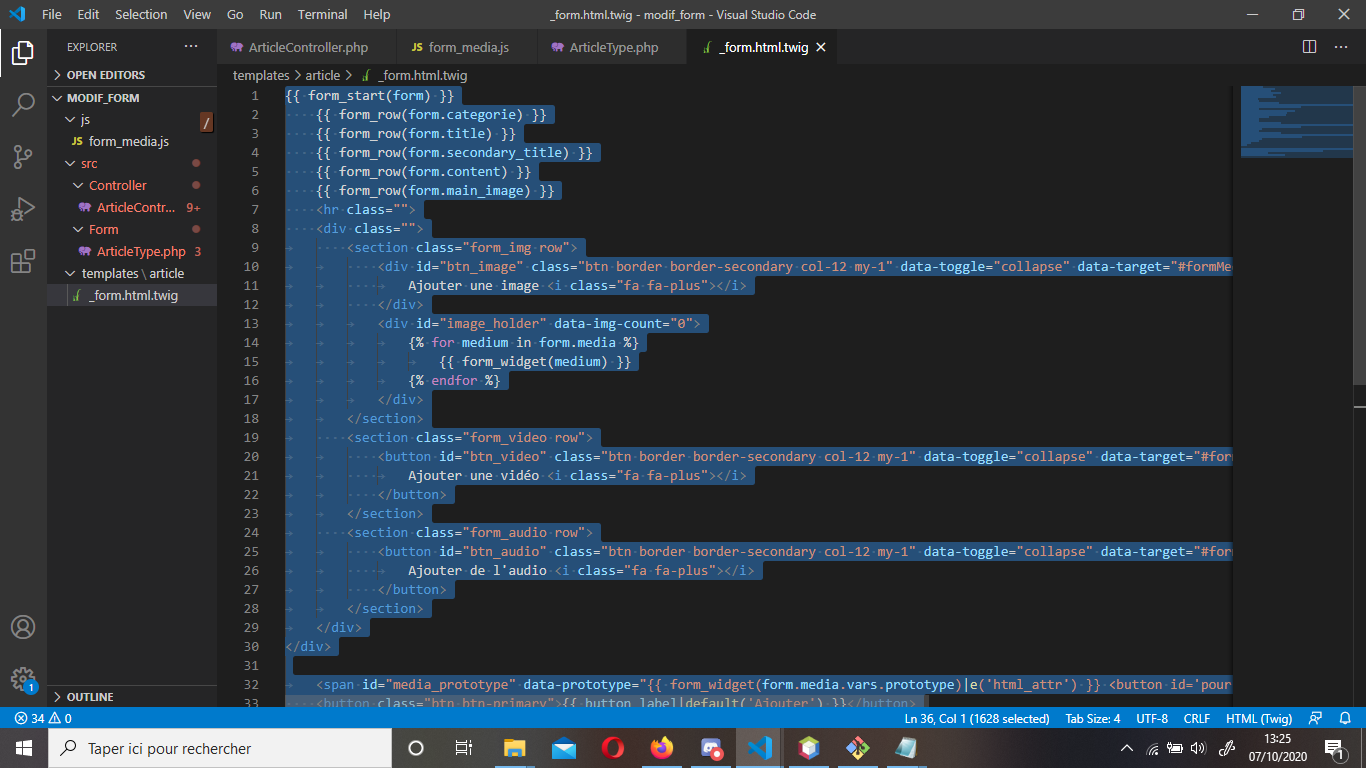 File Edit Selection View Go Run Terminal Help _form.html.twig - modif_form - Visual Studio Code
EXPLORER ··· ArticleController.php JS form_media.js ArticleType.php _form.html.twig
OPEN EDITORS
MODIF_FORM
js
JS form_media.js
src
Controller
ArticleContr... 9+
Form
ArticleType.php 3
templates \ article
_form.html.twig
OUTLINE
templates > article > _form.html.twig
1 {{ form_start(form) }}
2 {{ form_row(form.categorie) }}
3 {{ form_row(form.title) }}
4 {{ form_row(form.secondary_title) }}
5 {{ form_row(form.content) }}
6 {{ form_row(form.main_image) }}
7 <hr class="">
8 <div class="">
9 <section class="form_img row">
10 <div id="btn_image" class="btn border border-secondary col-12 my-1" data-toggle="collapse" data-target="#formMe
11 Ajouter une image <i class="fa fa-plus"></i>
12 </div>
13 <div id="image_holder" data-img-count="0">
14 {% for medium in form.media %}
15 {{ form_widget(medium) }}
16 {% endfor %}
17 </div>
18 </section>
19 <section class="form_video row">
20 <button id="btn_video" class="btn border border-secondary col-12 my-1" data-toggle="collapse" data-target="#for
21 Ajouter une vidéo <i class="fa fa-plus"></i>
22 </button>
23 </section>
24 <section class="form_audio row">
25 <button id="btn_audio" class="btn border border-secondary col-12 my-1" data-toggle="collapse" data-target="#for
26 Ajouter de l'audio <i class="fa fa-plus"></i>
27 </button>
28 </section>
29 </div>
30 </div>
31
32 <span id="media_prototype" data-prototype="{{ form_widget(form.media.vars.prototype)|e('html_attr') }} <button id='pour
33 <button class="btn btn-primary">{{ button_label|default('Ajouter') }}</button>
1
34 0 Ln 36, Col 1 (1628 selected) Tab Size: 4 UTF-8 CRLF HTML (Twig)
Taper ici pour rechercher
13:25
07/10/2020
1